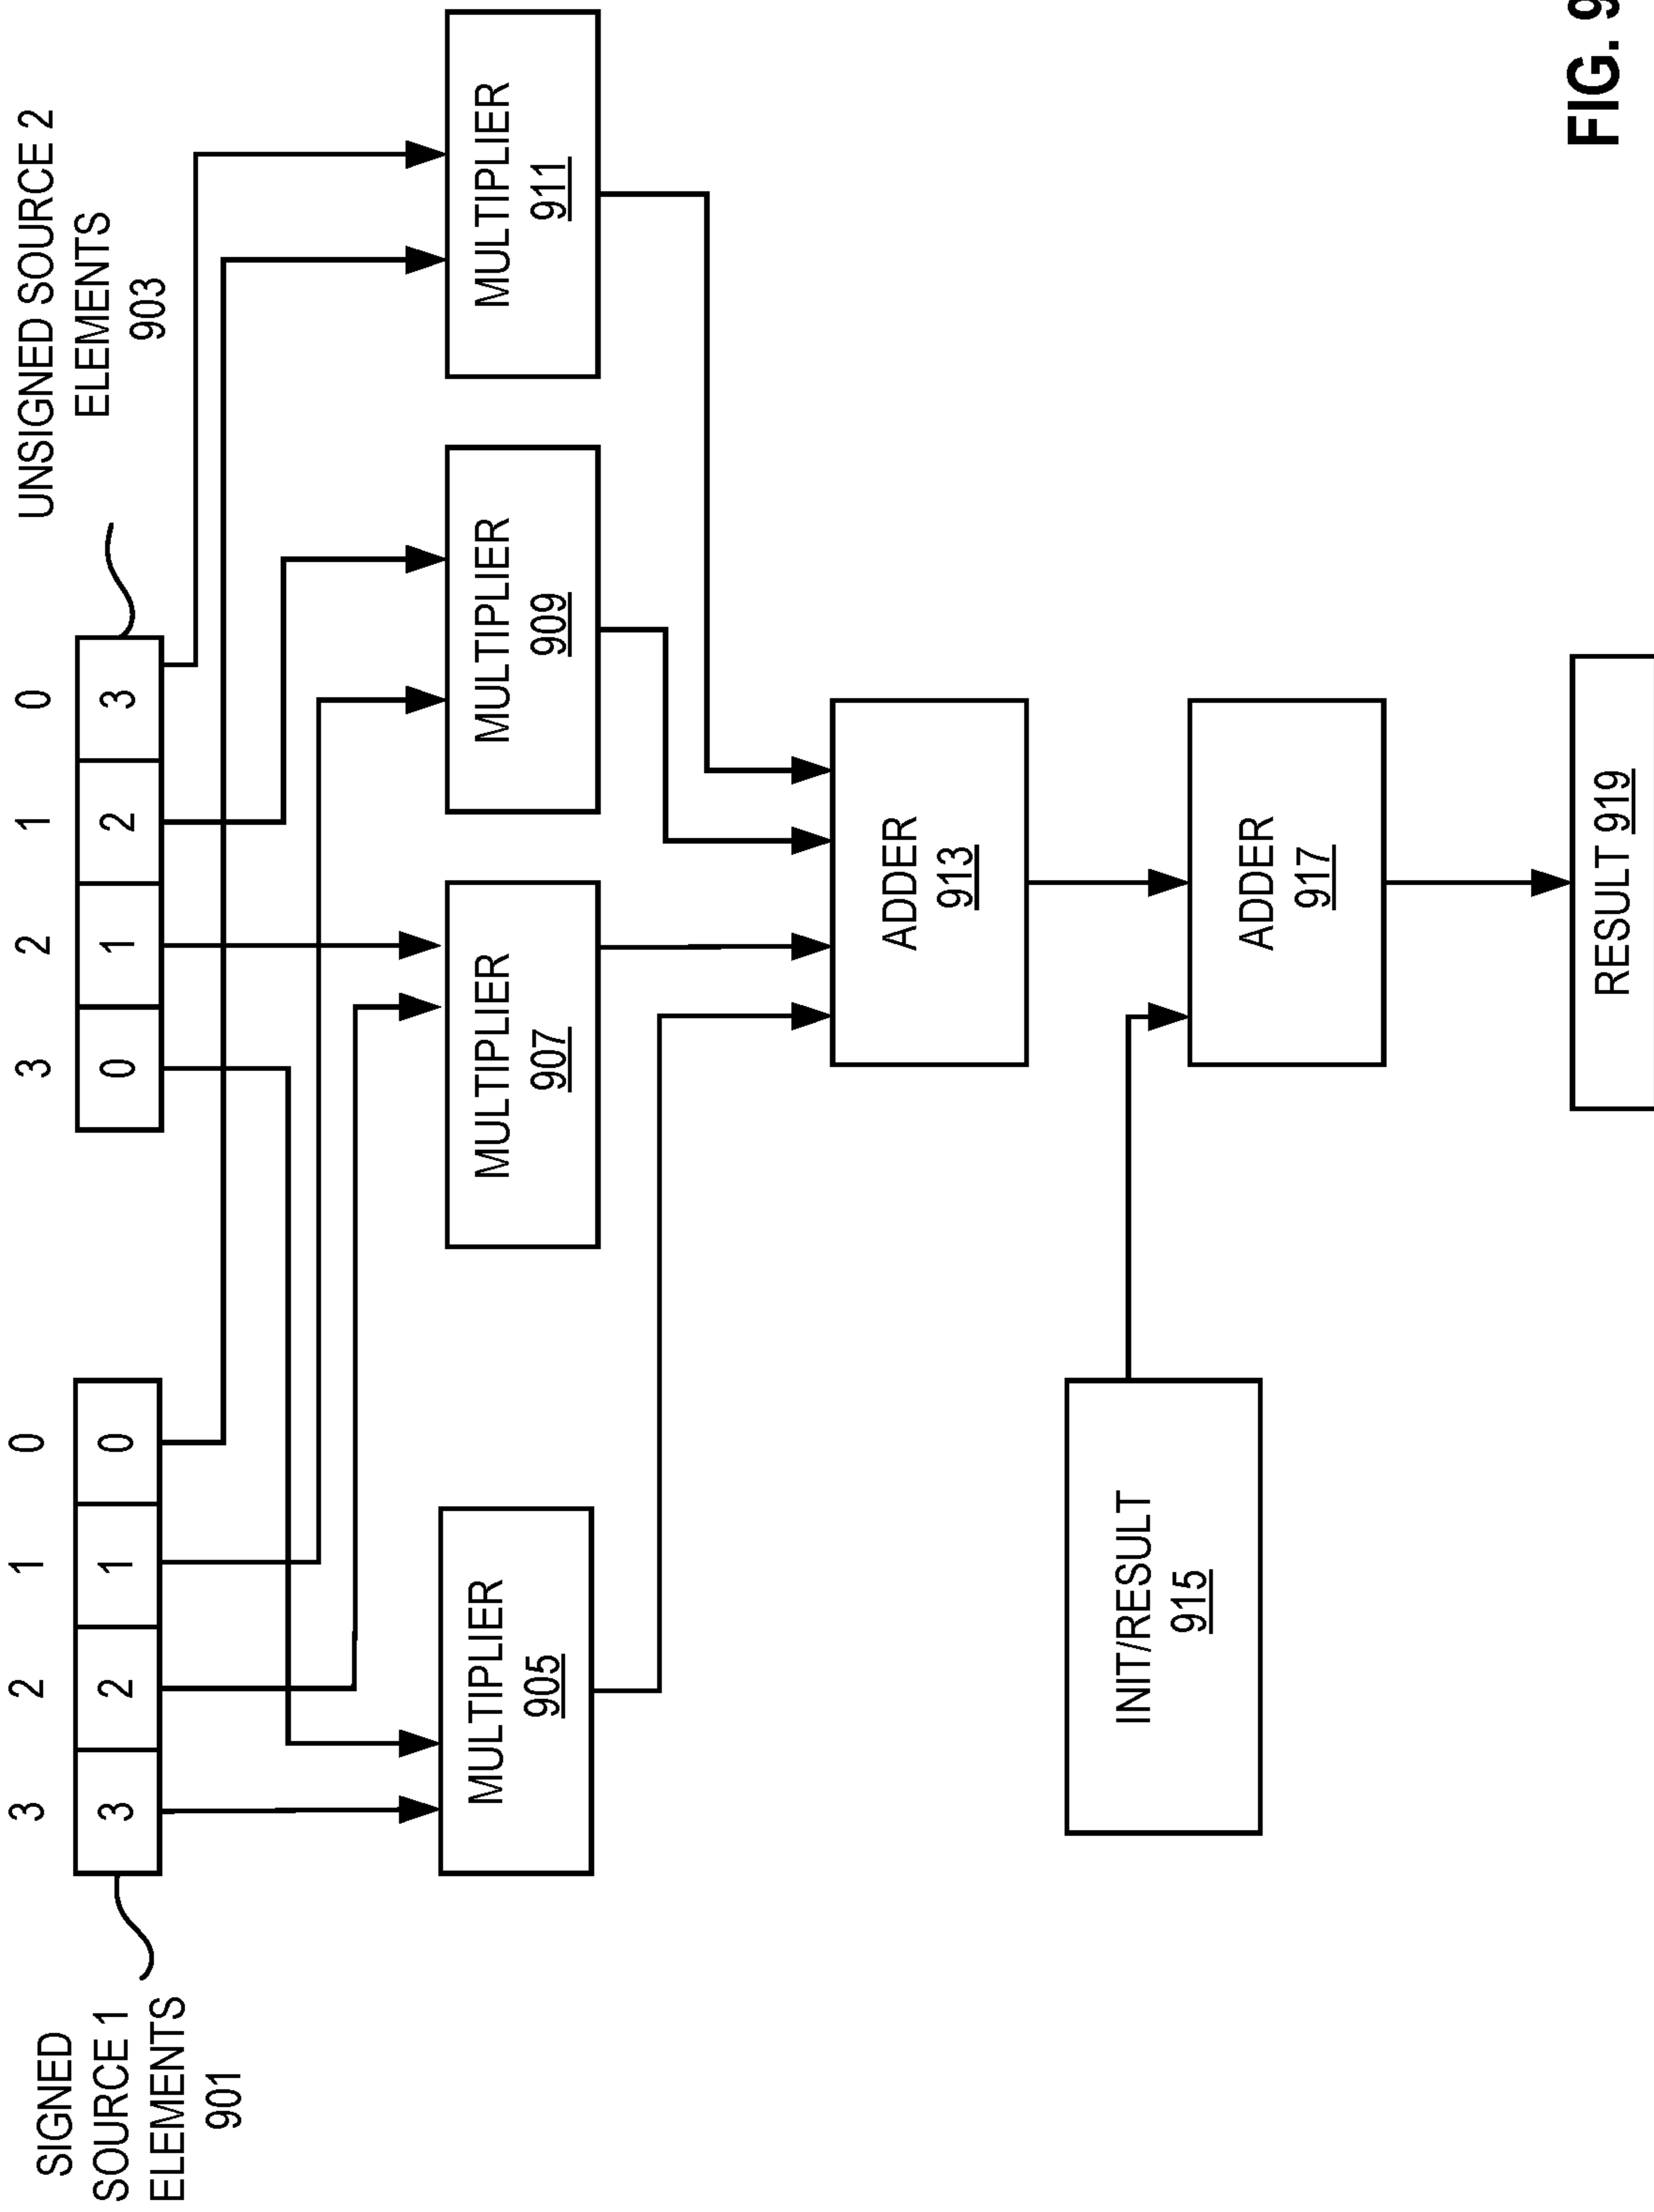 SIGNED
SOURCE 1
ELEMENTS
901
3 2 1 0
3 2 1 0
UNSIGNED SOURCE 2
ELEMENTS
903
3 2 1 0
0 1 2 3
MULTIPLIER
905
MULTIPLIER
907
MULTIPLIER
909
MULTIPLIER
911
ADDER
913
INIT/RESULT
915
ADDER
917
RESULT 919
FIG. 9